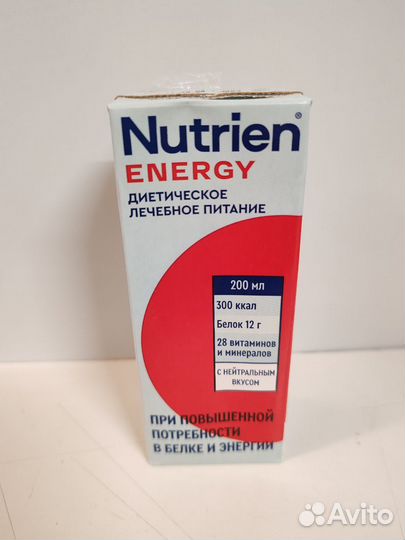 Nutrien®
ENERGY
ДИЕТИЧЕСКОЕ
ЛЕЧЕБНОЕ ПИТАНИЕ
200 мл
300 ккал
Белок 12 г
28 витаминов
и минералов
С НЕЙТРАЛЬНЫМ
ВКУСОМ
ПРИ ПОВЫШЕННОЙ
ПОТРЕБНОСТИ
В БЕЛКЕ И ЭНЕРГИИ
Avito